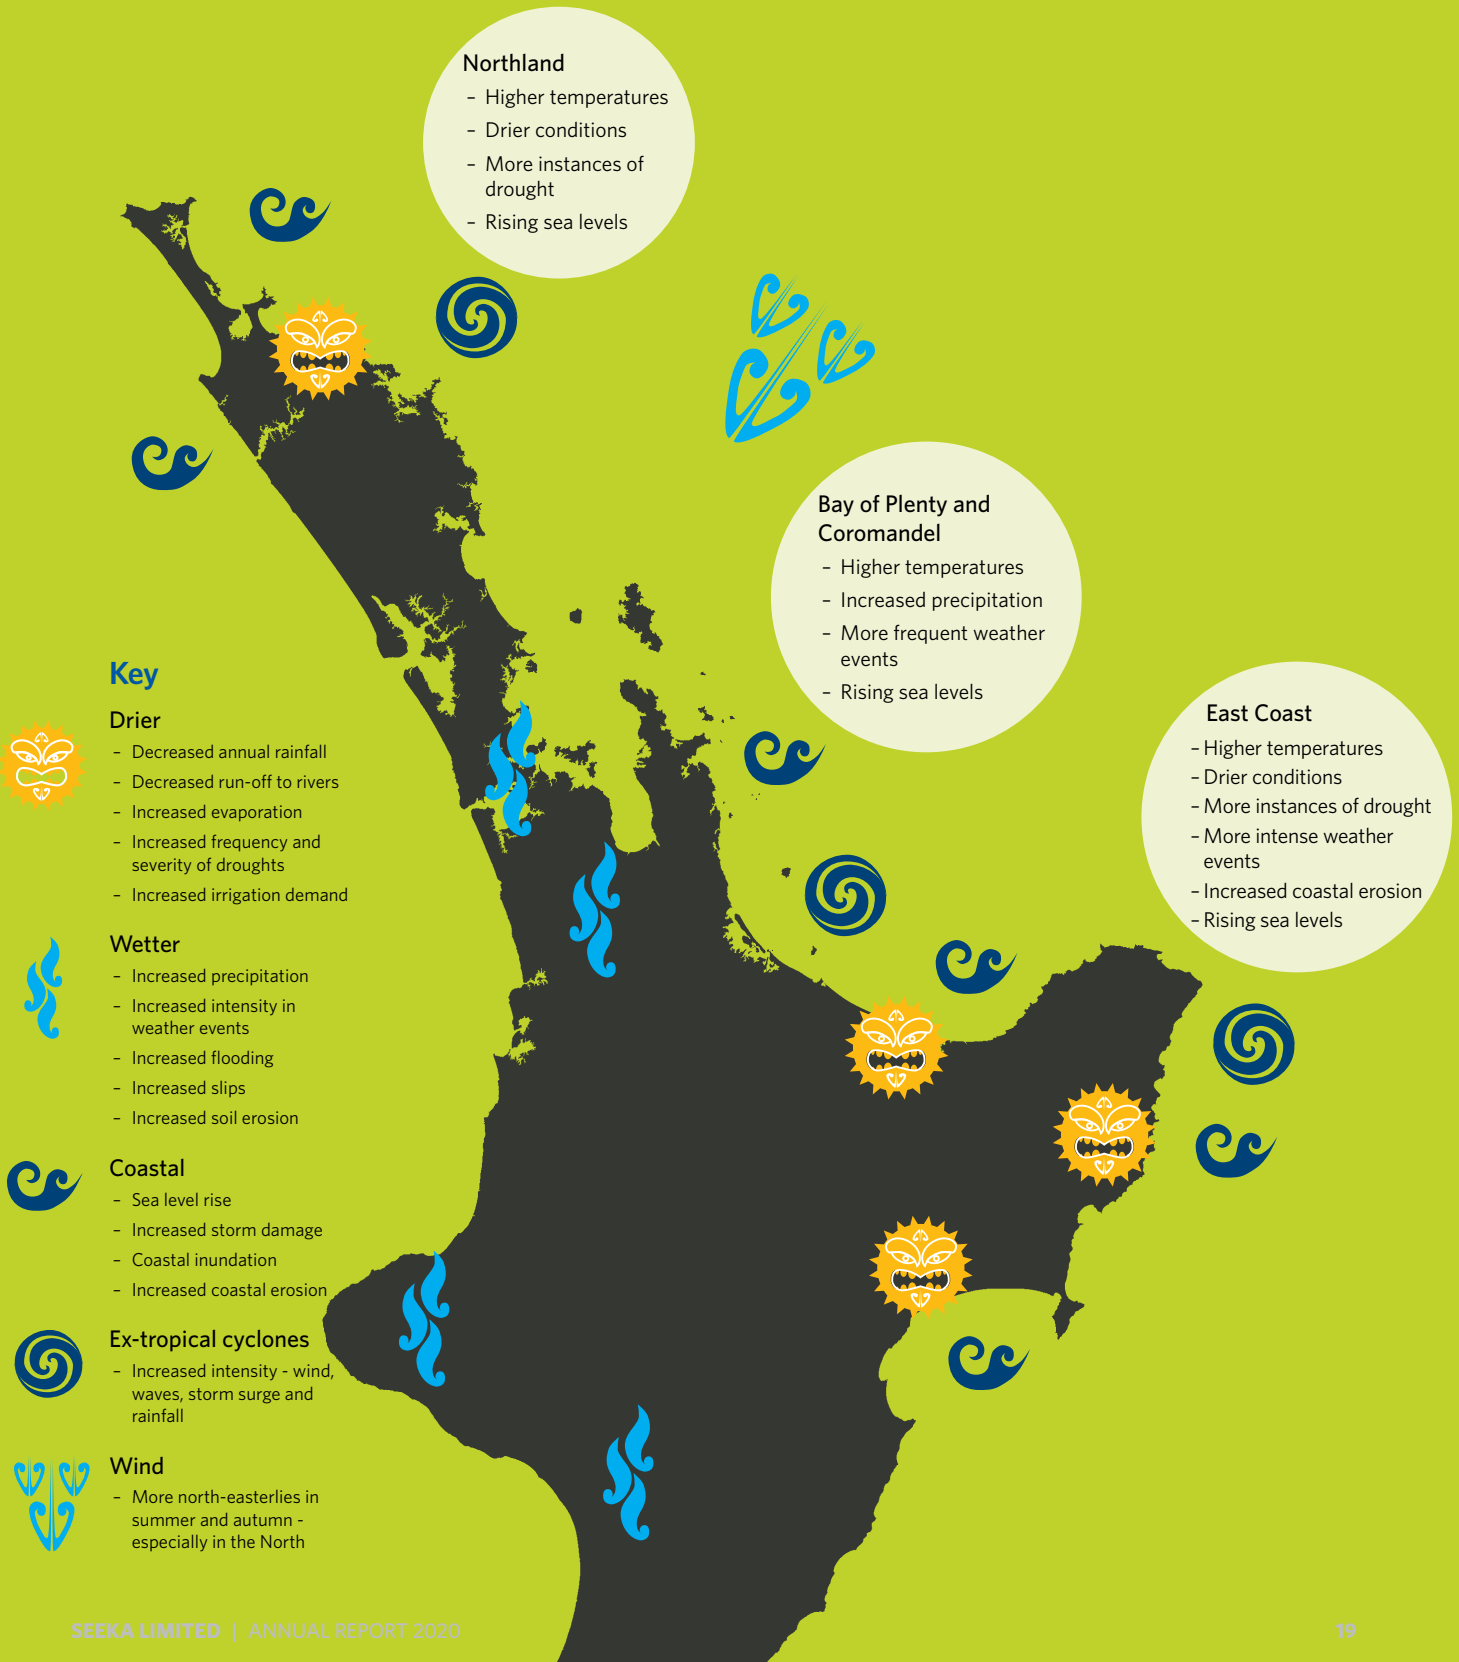 Northland
– Higher temperatures
– Drier conditions
– More instances of
drought
– Rising sea levels
Bay of Plenty and
Coromandel
– Higher temperatures
– Increased precipitation
– More frequent weather
events
– Rising sea levels
East Coast
– Higher temperatures
– Drier conditions
– More instances of drought
– More intense weather
events
– Increased coastal erosion
– Rising sea levels
Key
Drier
– Decreased annual rainfall
– Decreased run-off to rivers
– Increased evaporation
– Increased frequency and
severity of droughts
– Increased irrigation demand
Wetter
– Increased precipitation
– Increased intensity in
weather events
– Increased flooding
– Increased slips
– Increased soil erosion
Coastal
– Sea level rise
– Increased storm damage
– Coastal inundation
– Increased coastal erosion
Ex-tropical cyclones
– Increased intensity - wind,
waves, storm surge and
rainfall
Wind
– More north-easterlies in
summer and autumn -
especially in the North
SEEKA LIMITED | ANNUAL REPORT 2020
19